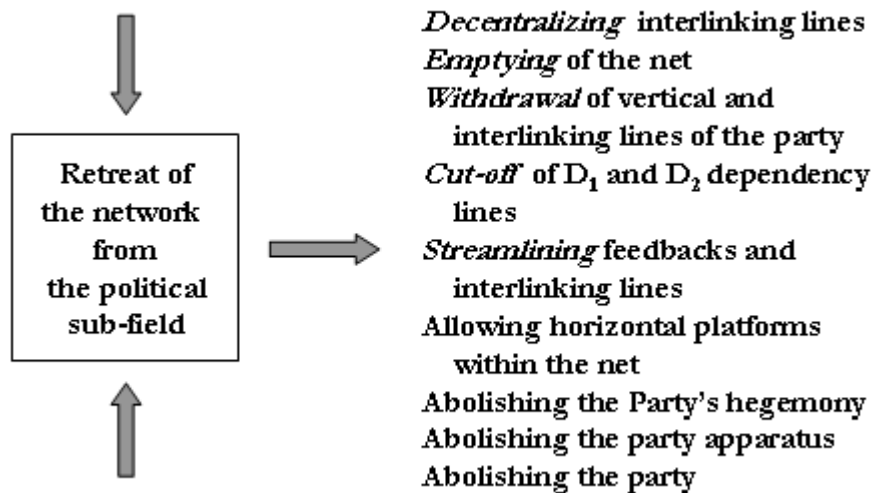 Retreat of
the network
from
the political
sub-field
Decentralizing interlinking lines
Emptying of the net
Withdrawal of vertical and
interlinking lines of the party
Cut-off of D₁ and D₂ dependency
lines
Streamlining feedbacks and
interlinking lines
Allowing horizontal platforms
within the net
Abolishing the Party's hegemony
Abolishing the party apparatus
Abolishing the party